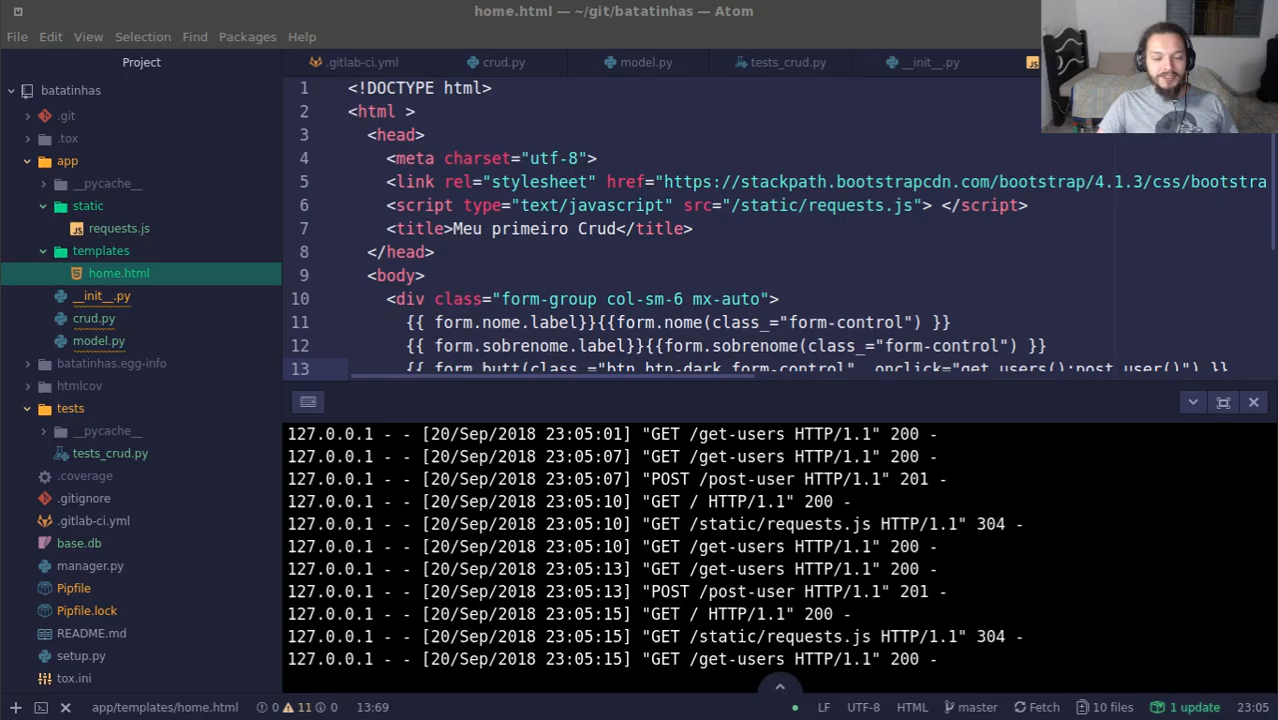 home.html — ~/git/batatinhas — Atom
File Edit View Selection Find Packages Help
Project
.gitlab-ci.yml crud.py model.py tests_crud.py __init__.py
batatinhas
.git
.tox
app
__pycache__
static
requests.js
templates
home.html
__init__.py
crud.py
model.py
batatinhas.egg-info
htmlcov
tests
__pycache__
tests_crud.py
.coverage
.gitignore
.gitlab-ci.yml
base.db
manager.py
Pipfile
Pipfile.lock
README.md
setup.py
tox.ini
1 <!DOCTYPE html>
2 <html >
3 <head>
4 <meta charset="utf-8">
5 <link rel="stylesheet" href="https://stackpath.bootstrapcdn.com/bootstrap/4.1.3/css/bootstra
6 <script type="text/javascript" src="/static/requests.js"> </script>
7 <title>Meu primeiro Crud</title>
8 </head>
9 <body>
10 <div class="form-group col-sm-6 mx-auto">
11 {{ form.nome.label}}{{form.nome(class_="form-control") }}
12 {{ form.sobrenome.label}}{{form.sobrenome(class_="form-control") }}
13 {{ form.butt(class_="btn btn-dark form-control", onclick="get_users();post_user()") }}
127.0.0.1 - - [20/Sep/2018 23:05:01] "GET /get-users HTTP/1.1" 200 -
127.0.0.1 - - [20/Sep/2018 23:05:07] "GET /get-users HTTP/1.1" 200 -
127.0.0.1 - - [20/Sep/2018 23:05:07] "POST /post-user HTTP/1.1" 201 -
127.0.0.1 - - [20/Sep/2018 23:05:10] "GET / HTTP/1.1" 200 -
127.0.0.1 - - [20/Sep/2018 23:05:10] "GET /static/requests.js HTTP/1.1" 304 -
127.0.0.1 - - [20/Sep/2018 23:05:10] "GET /get-users HTTP/1.1" 200 -
127.0.0.1 - - [20/Sep/2018 23:05:13] "GET /get-users HTTP/1.1" 200 -
127.0.0.1 - - [20/Sep/2018 23:05:13] "POST /post-user HTTP/1.1" 201 -
127.0.0.1 - - [20/Sep/2018 23:05:15] "GET / HTTP/1.1" 200 -
127.0.0.1 - - [20/Sep/2018 23:05:15] "GET /static/requests.js HTTP/1.1" 304 -
127.0.0.1 - - [20/Sep/2018 23:05:15] "GET /get-users HTTP/1.1" 200 -
app/templates/home.html 0 11 0 13:69 LF UTF-8 HTML master Fetch 10 files 1 update 23:05